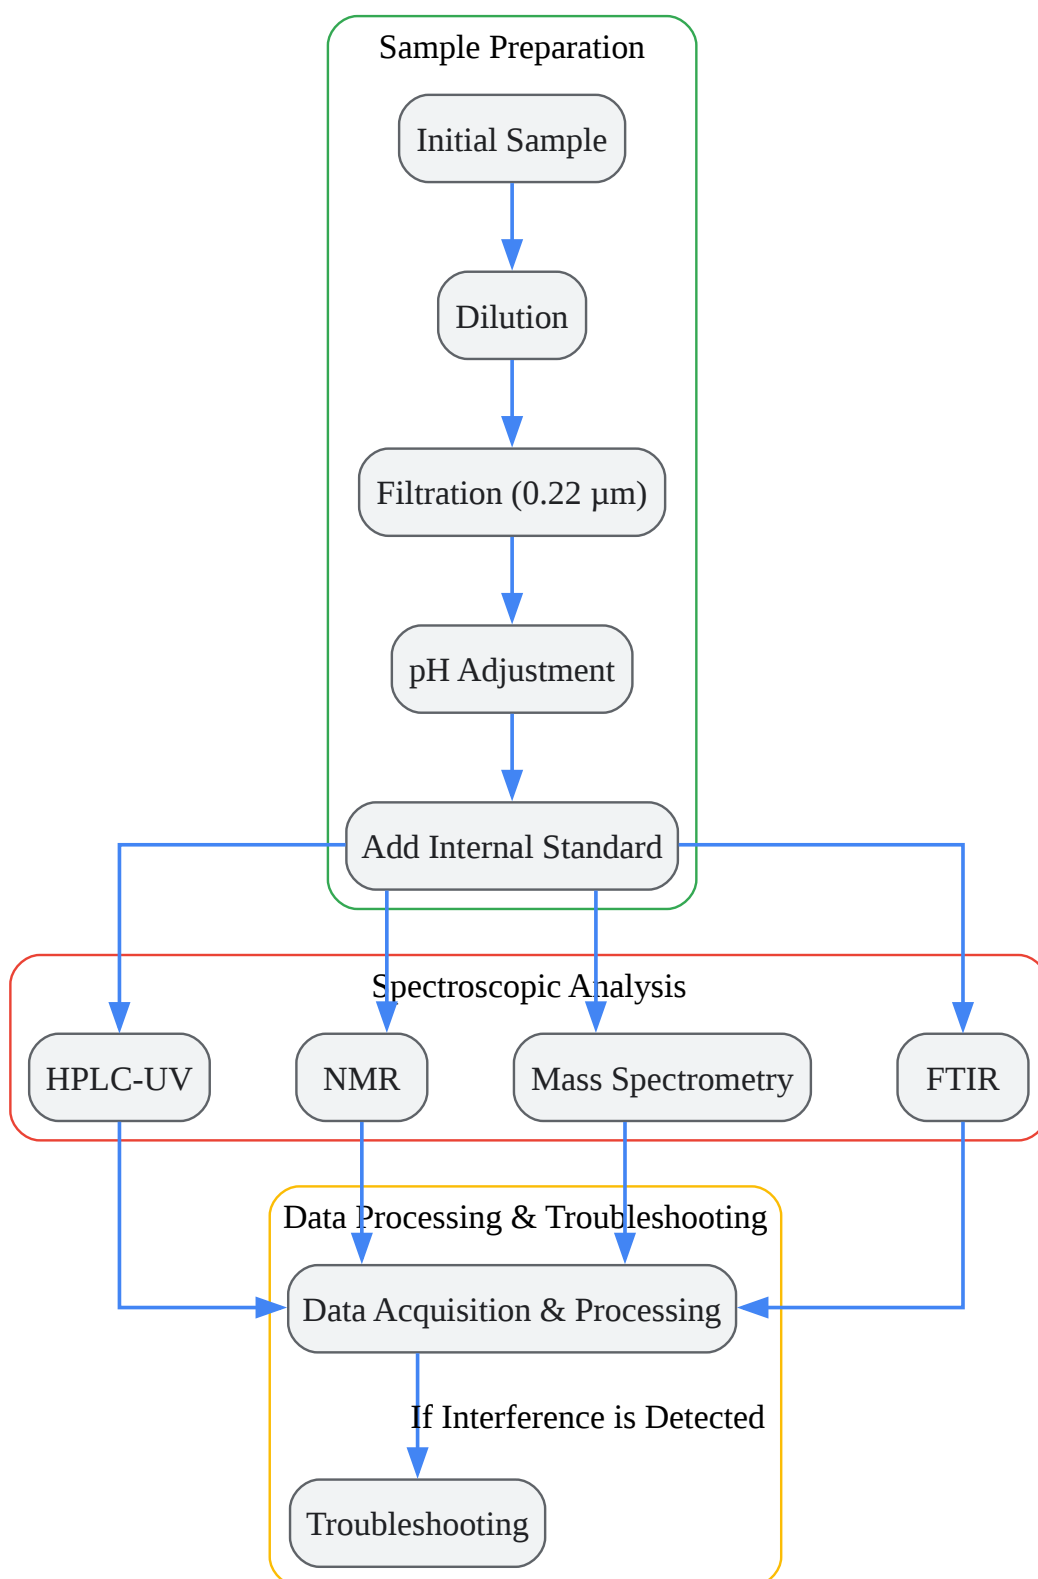 Sample Preparation
Initial Sample
Dilution
Filtration (0.22 µm)
pH Adjustment
Add Internal Standard
Spectroscopic Analysis
HPLC-UV
NMR
Mass Spectrometry
FTIR
Data Processing & Troubleshooting
Data Acquisition & Processing
If Interference is Detected
Troubleshooting